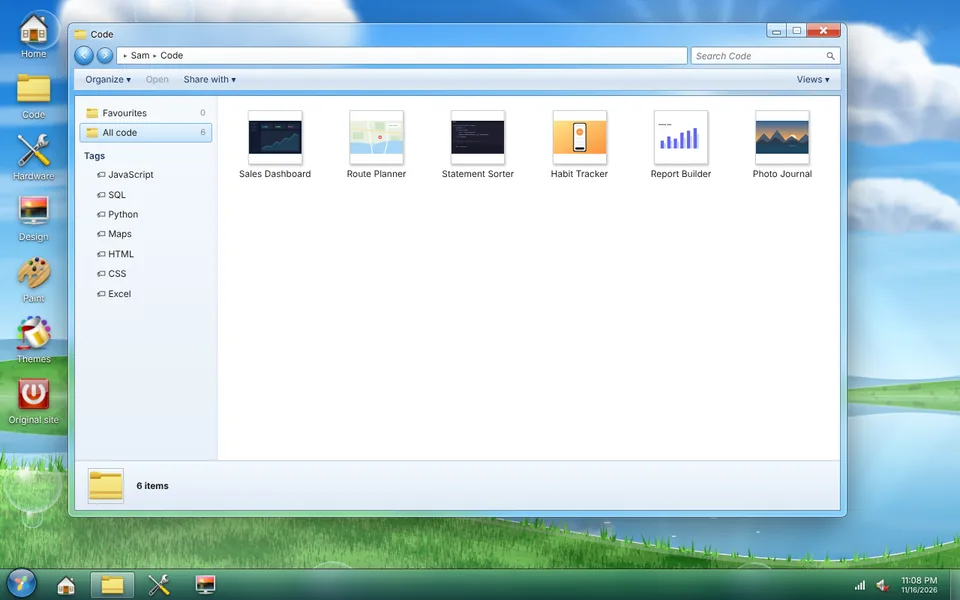 Home
Code
Hardware
Design
Paint
Themes
Original site
Code
Sam
Code
Search Code
Organize
Open
Share with
Views
Favourites 0
All code 6
Tags
JavaScript
SQL
Python
Maps
HTML
CSS
Excel
Sales Dashboard
Route Planner
Statement Sorter
Habit Tracker
Report Builder
Photo Journal
6 items
11:08 PM
11/16/2026